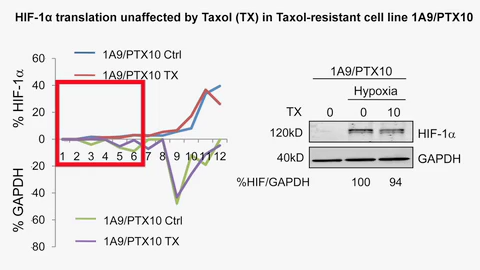 HIF-1α translation unaffected by Taxol (TX) in Taxol-resistant cell line 1A9/PTX10
60
40
20
0
20
40
60
80
% HIF-1α
% GAPDH
1A9/PTX10 Ctrl
1A9/PTX10 TX
1 2 3 4 5 6 7 8 9 10 11 12
1A9/PTX10 Ctrl
1A9/PTX10 TX
1A9/PTX10
Hypoxia
TX 0 0 10
120kD HIF-1α
40kD GAPDH
%HIF/GAPDH 100 94